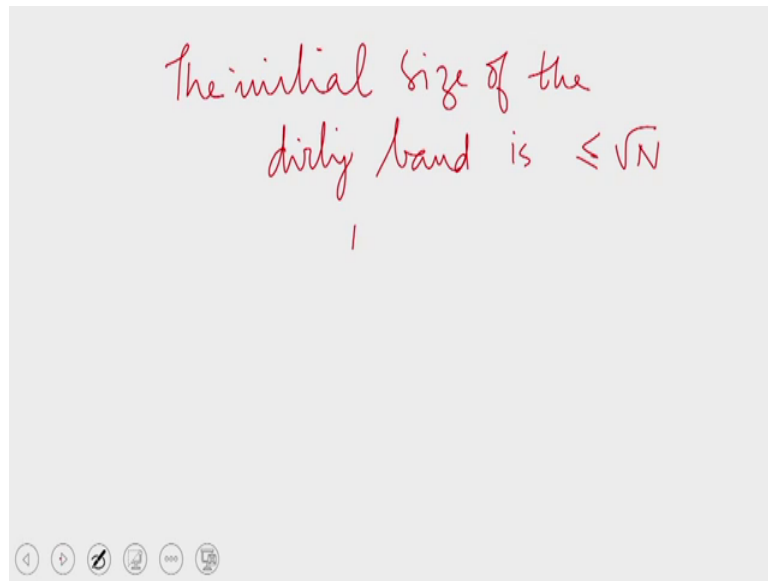 The initial size of the
dirty band is ≤ √N